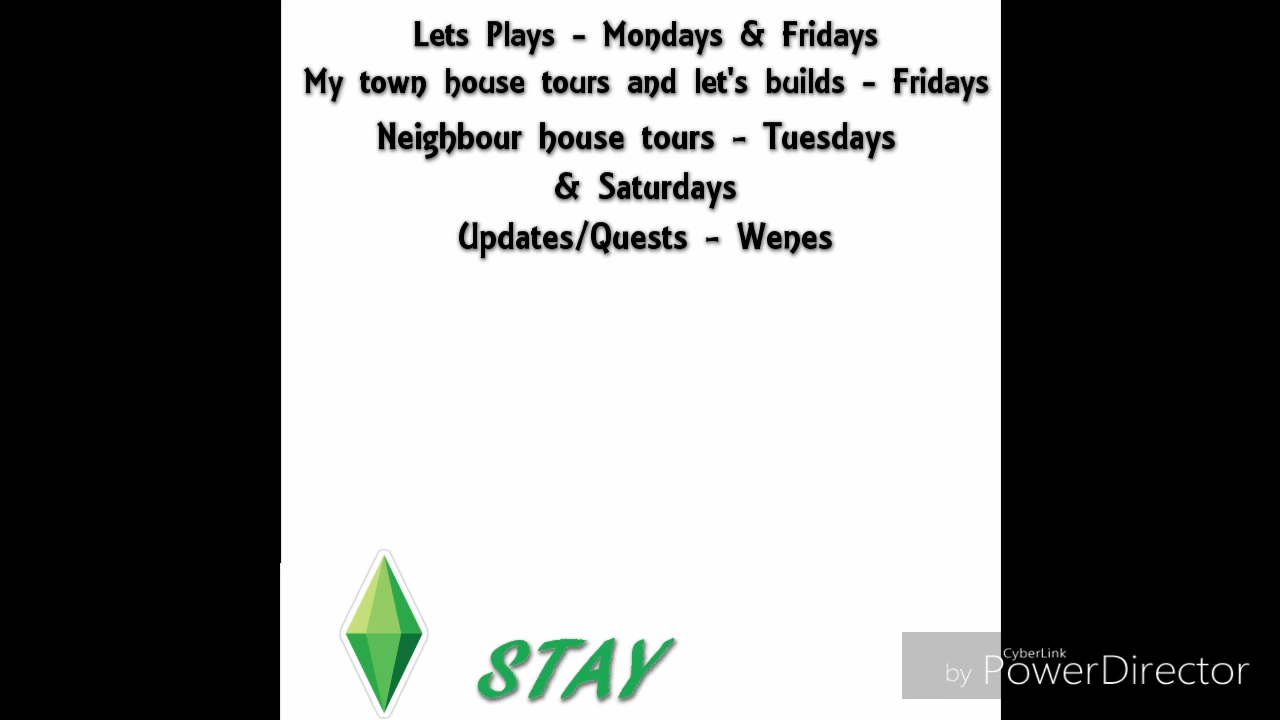 Lets Plays - Mondays & Fridays
My town house tours and let's builds - Fridays
Neighbour house tours - Tuesdays
& Saturdays
Updates/Quests - Wenes
STAY
CyberLink
by PowerDirector